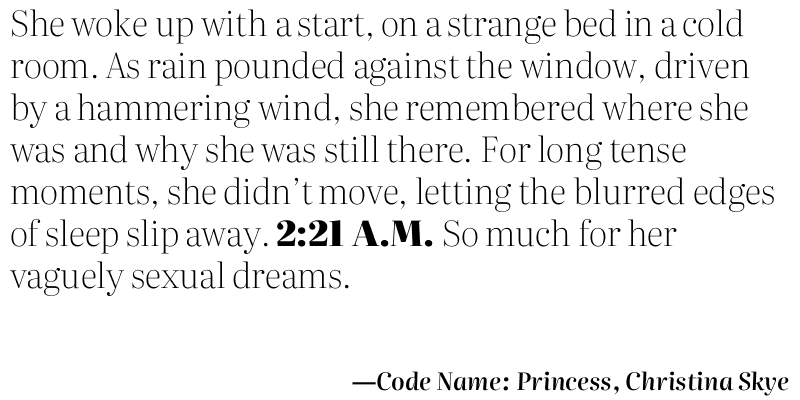 She woke up with a start, on a strange bed in a cold
room. As rain pounded against the window, driven
by a hammering wind, she remembered where she
was and why she was still there. For long tense
moments, she didn’t move, letting the blurred edges
of sleep slip away. 2:21 A.M. So much for her
vaguely sexual dreams.
—Code Name: Princess, Christina Skye